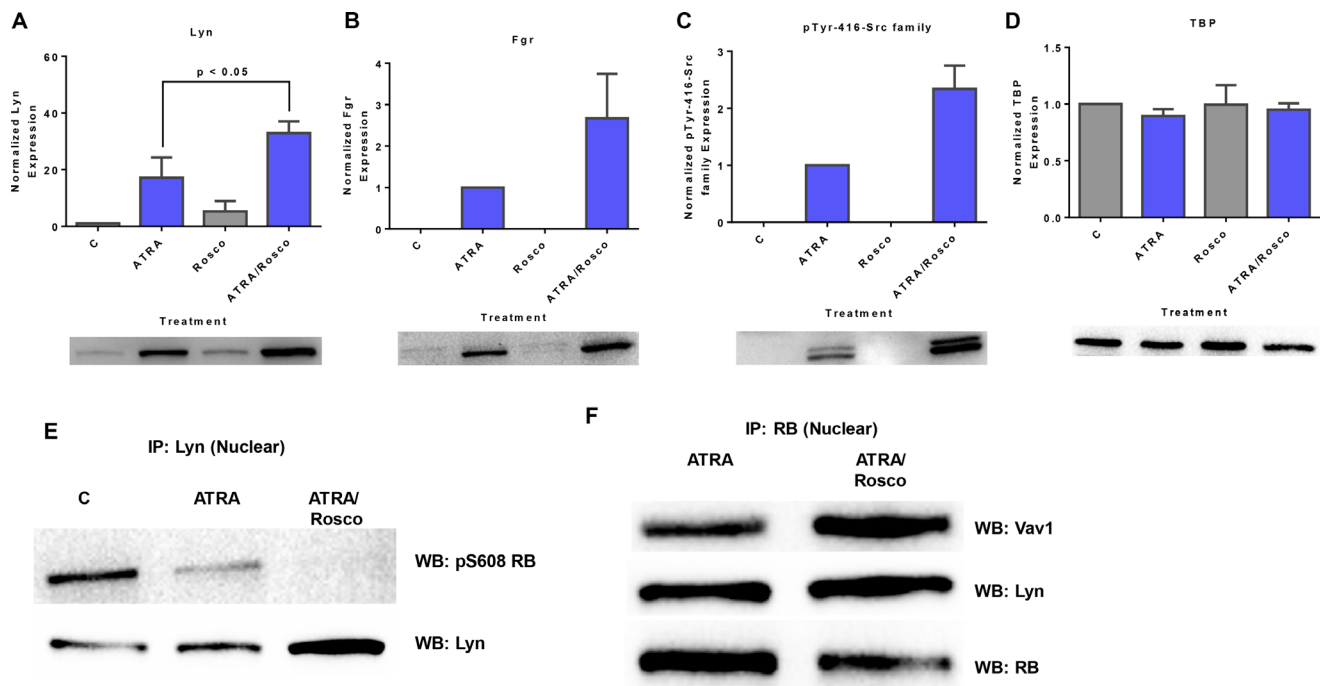 A
Lyn
Normalized Lyn
Expression
60
40
20
0
p < 0.05
C
ATRA
Rosco
ATRA/Rosco
Treatment
B
Fgr
Normalized Fgr
Expression
4
3
2
1
0
C
ATRA
Rosco
ATRA/Rosco
Treatment
C
pTyr-416-Src family
Normalized pTyr-416-Src
family Expression
3
2
1
0
C
ATRA
Rosco
ATRA/Rosco
Treatment
D
TBP
Normalized TBP
Expression
1.5
1.0
0.5
0.0
C
ATRA
Rosco
ATRA/Rosco
Treatment
E
IP: Lyn (Nuclear)
C
ATRA
ATRA/
Rosco
WB: pS608 RB
WB: Lyn
F
IP: RB (Nuclear)
ATRA
ATRA/
Rosco
WB: Vav1
WB: Lyn
WB: RB